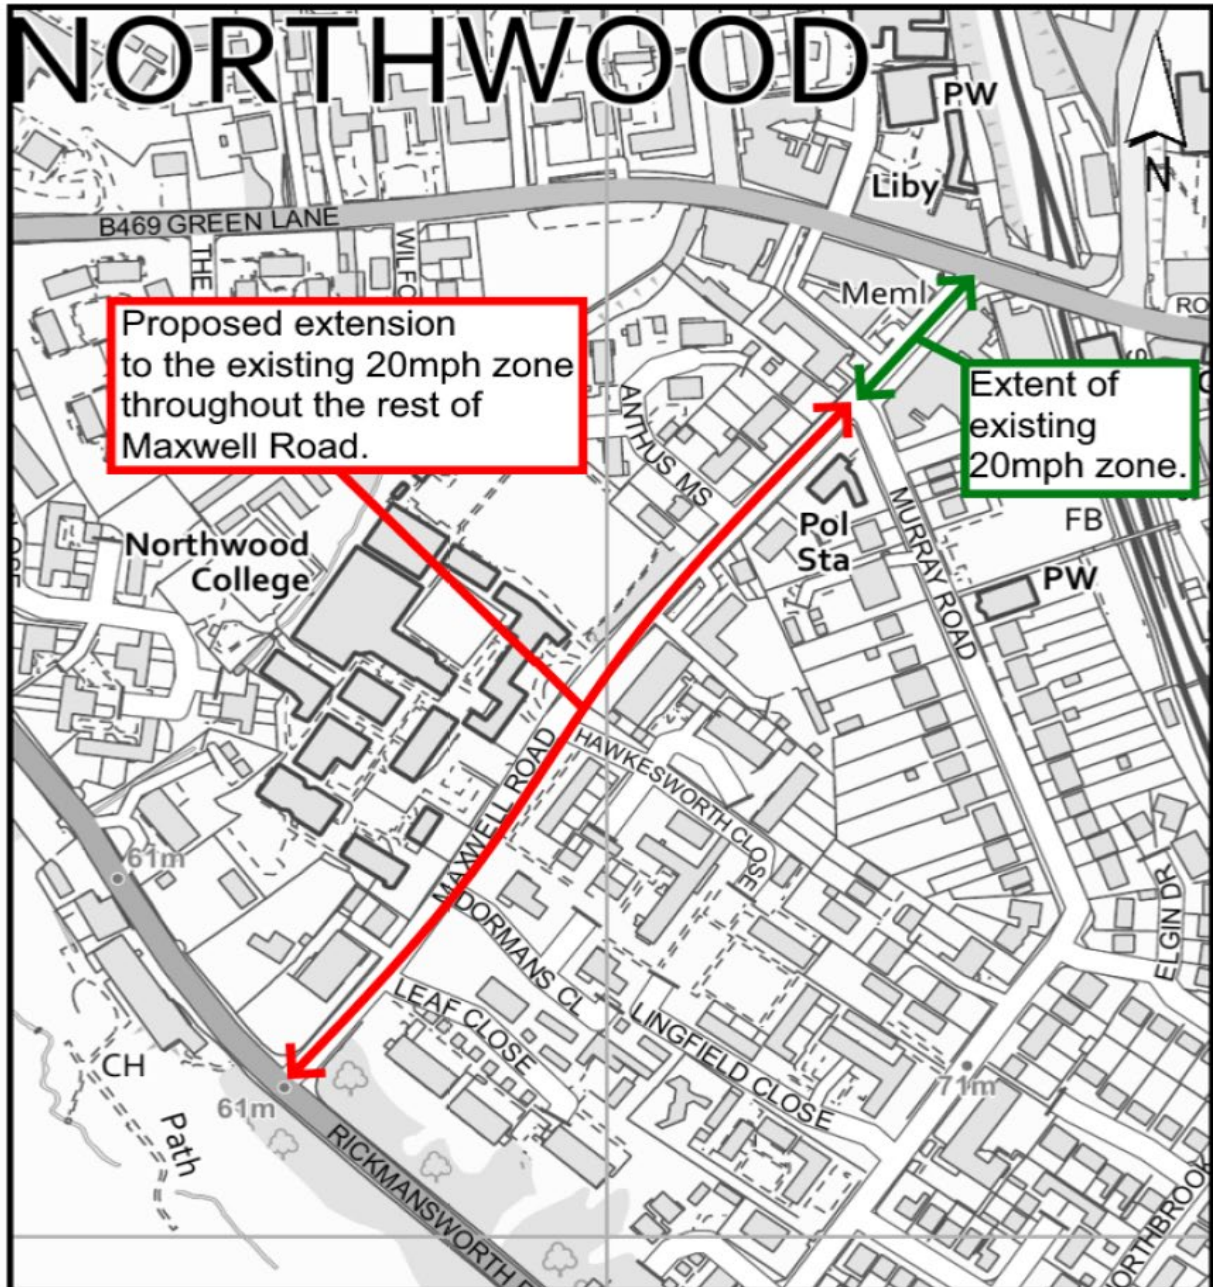 NORTHWOOD
PW
N
Liby
B469 GREEN LANE
THE
WILFO
Meml
RO
Proposed extension
to the existing 20mph zone
throughout the rest of
Maxwell Road.
Extent of
existing
20mph zone.
ANTHUS MS
MURRAY ROAD
Pol
Sta
FB
PW
Northwood
College
MAXWELL ROAD
HAWKESWORTH CLOSE
61m
DORMANS CL
ELGIN DR
LEAF CLOSE
LINGFIELD CLOSE
CH
61m
71m
Path
RICKMANSWORTH R
ORTHBROOK